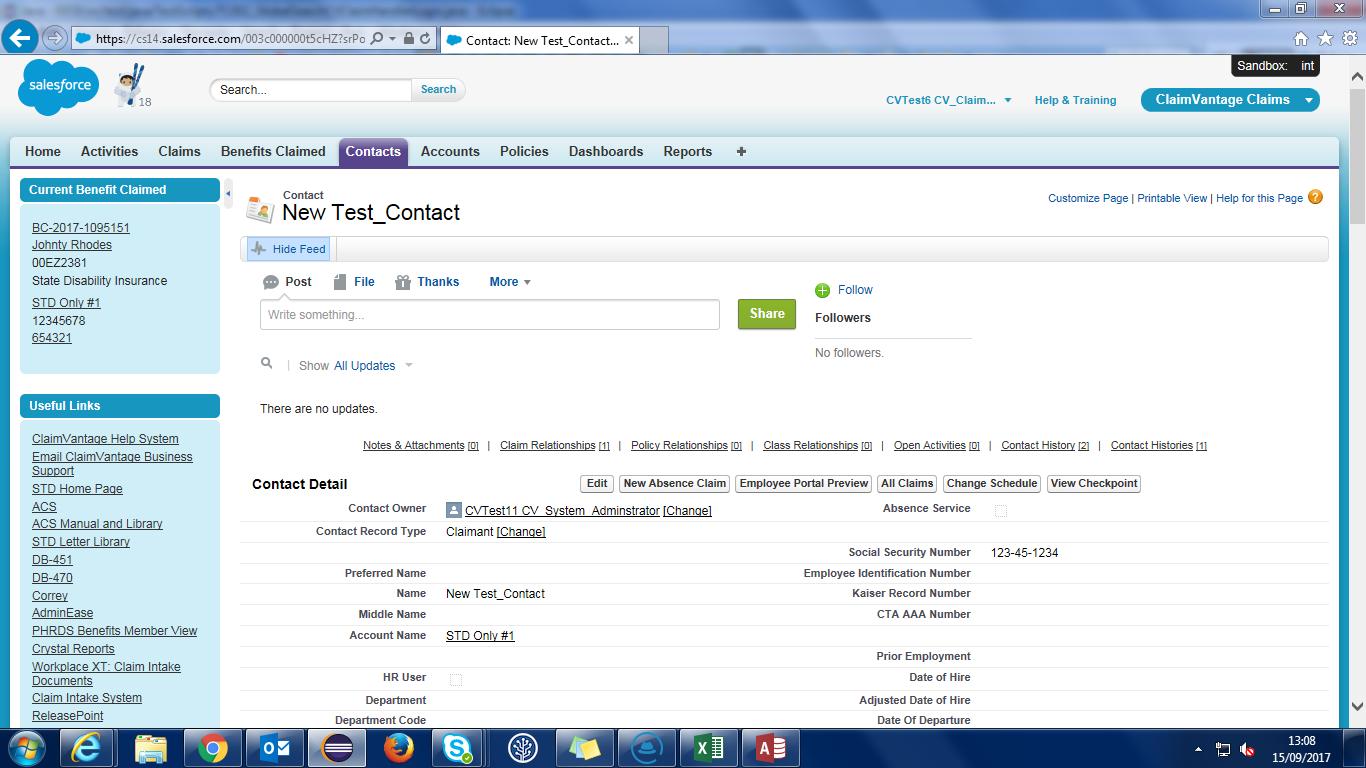 https://cs14.salesforce.com/003c000000t5cHZ?srPo
Contact: New Test_Contact...
Sandbox: int
salesforce
18
Search...
Search
CVTest6 CV_Claim...
Help & Training
ClaimVantage Claims
Home
Activities
Claims
Benefits Claimed
Contacts
Accounts
Policies
Dashboards
Reports
Current Benefit Claimed
BC-2017-1095151
Johnty Rhodes
00EZ2381
State Disability Insurance
STD Only #1
12345678
654321
Useful Links
ClaimVantage Help System
Email ClaimVantage Business
Support
STD Home Page
ACS
ACS Manual and Library
STD Letter Library
DB-451
DB-470
Correy
AdminEase
PHRDS Benefits Member View
Crystal Reports
Workplace XT: Claim Intake
Documents
Claim Intake System
ReleasePoint
Contact
New Test_Contact
Customize Page | Printable View | Help for this Page
Hide Feed
Post
File
Thanks
More
Write something...
Share
Follow
Followers
No followers.
Show All Updates
There are no updates.
Notes & Attachments [0] | Claim Relationships [1] | Policy Relationships [0] | Class Relationships [0] | Open Activities [0] | Contact History [2] | Contact Histories [1]
Contact Detail
Edit
New Absence Claim
Employee Portal Preview
All Claims
Change Schedule
View Checkpoint
Contact Owner CVTest11 CV_System_Adminstrator [Change]
Absence Service
Contact Record Type Claimant [Change]
Social Security Number 123-45-1234
Preferred Name
Employee Identification Number
Name New Test_Contact
Kaiser Record Number
Middle Name
CTA AAA Number
Account Name STD Only #1
Prior Employment
HR User
Date of Hire
Department
Adjusted Date of Hire
Department Code
Date Of Departure
13:08
15/09/2017